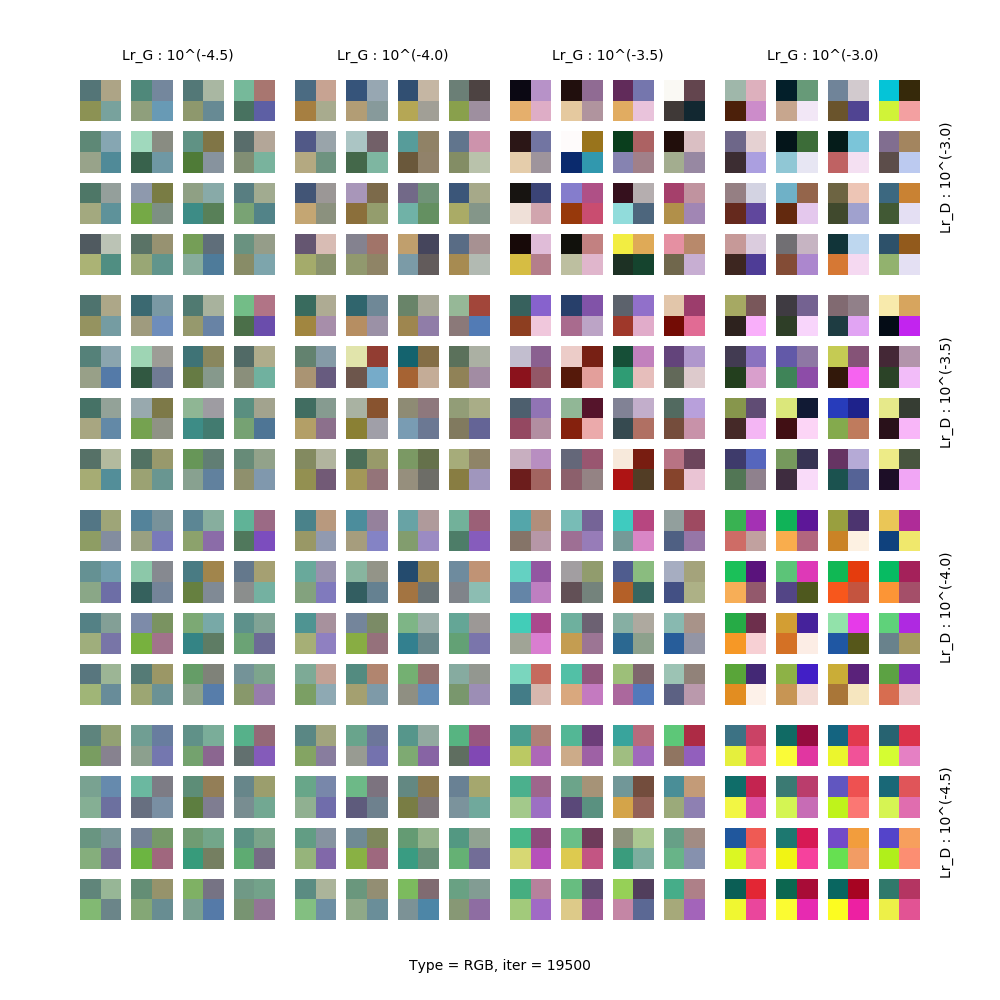 Lr_G : 10^(-4.5)
Lr_G : 10^(-4.0)
Lr_G : 10^(-3.5)
Lr_G : 10^(-3.0)
Lr_D : 10^(-3.0)
Lr_D : 10^(-3.5)
Lr_D : 10^(-4.0)
Lr_D : 10^(-4.5)
Type = RGB, iter = 19500